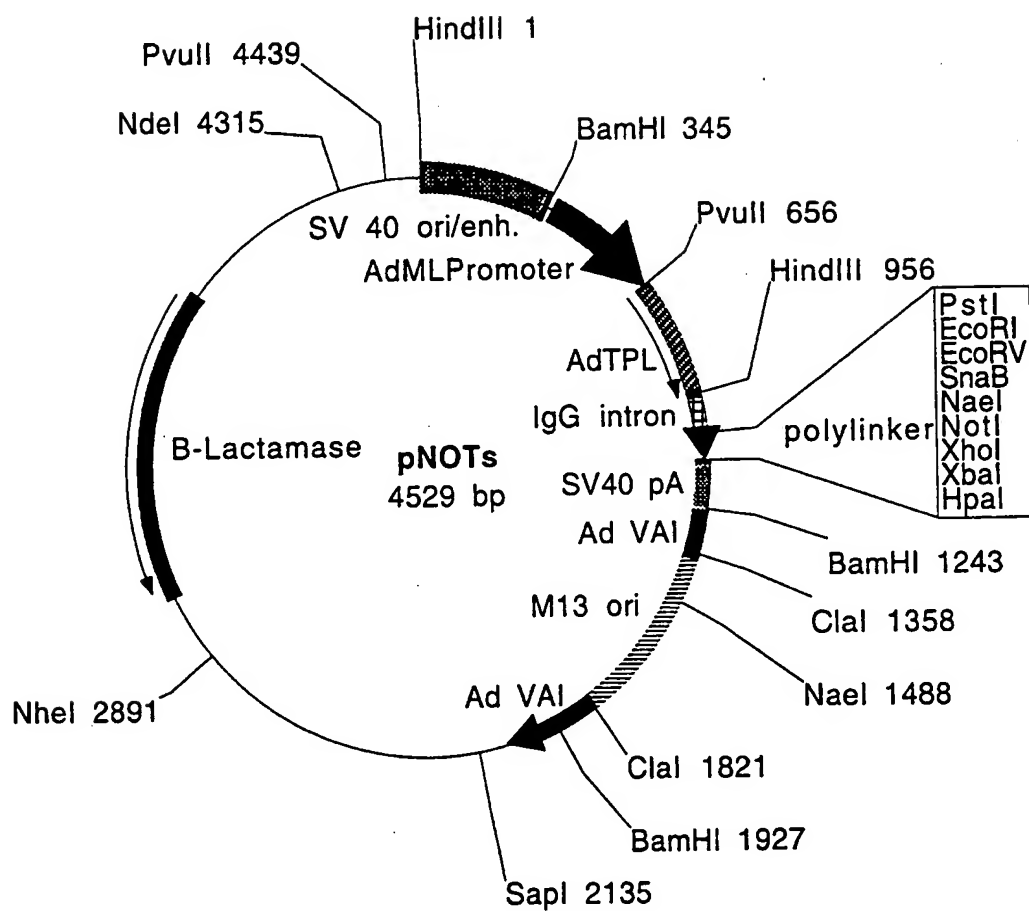 HindIII 1
PvuII 4439
NdeI 4315
BamHI 345
SV 40 ori/enh.
PvuII 656
AdMLPromoter
HindIII 956
PstI
EcoRI
EcoRV
SnaB
NaeI
NotI
XhoI
XbaI
HpaI
AdTPL
IgG intron
polylinker
B-Lactamase
pNOTs
4529 bp
SV40 pA
Ad VAI
BamHI 1243
M13 ori
ClaI 1358
NaeI 1488
Ad VAI
NheI 2891
ClaI 1821
BamHI 1927
SapI 2135